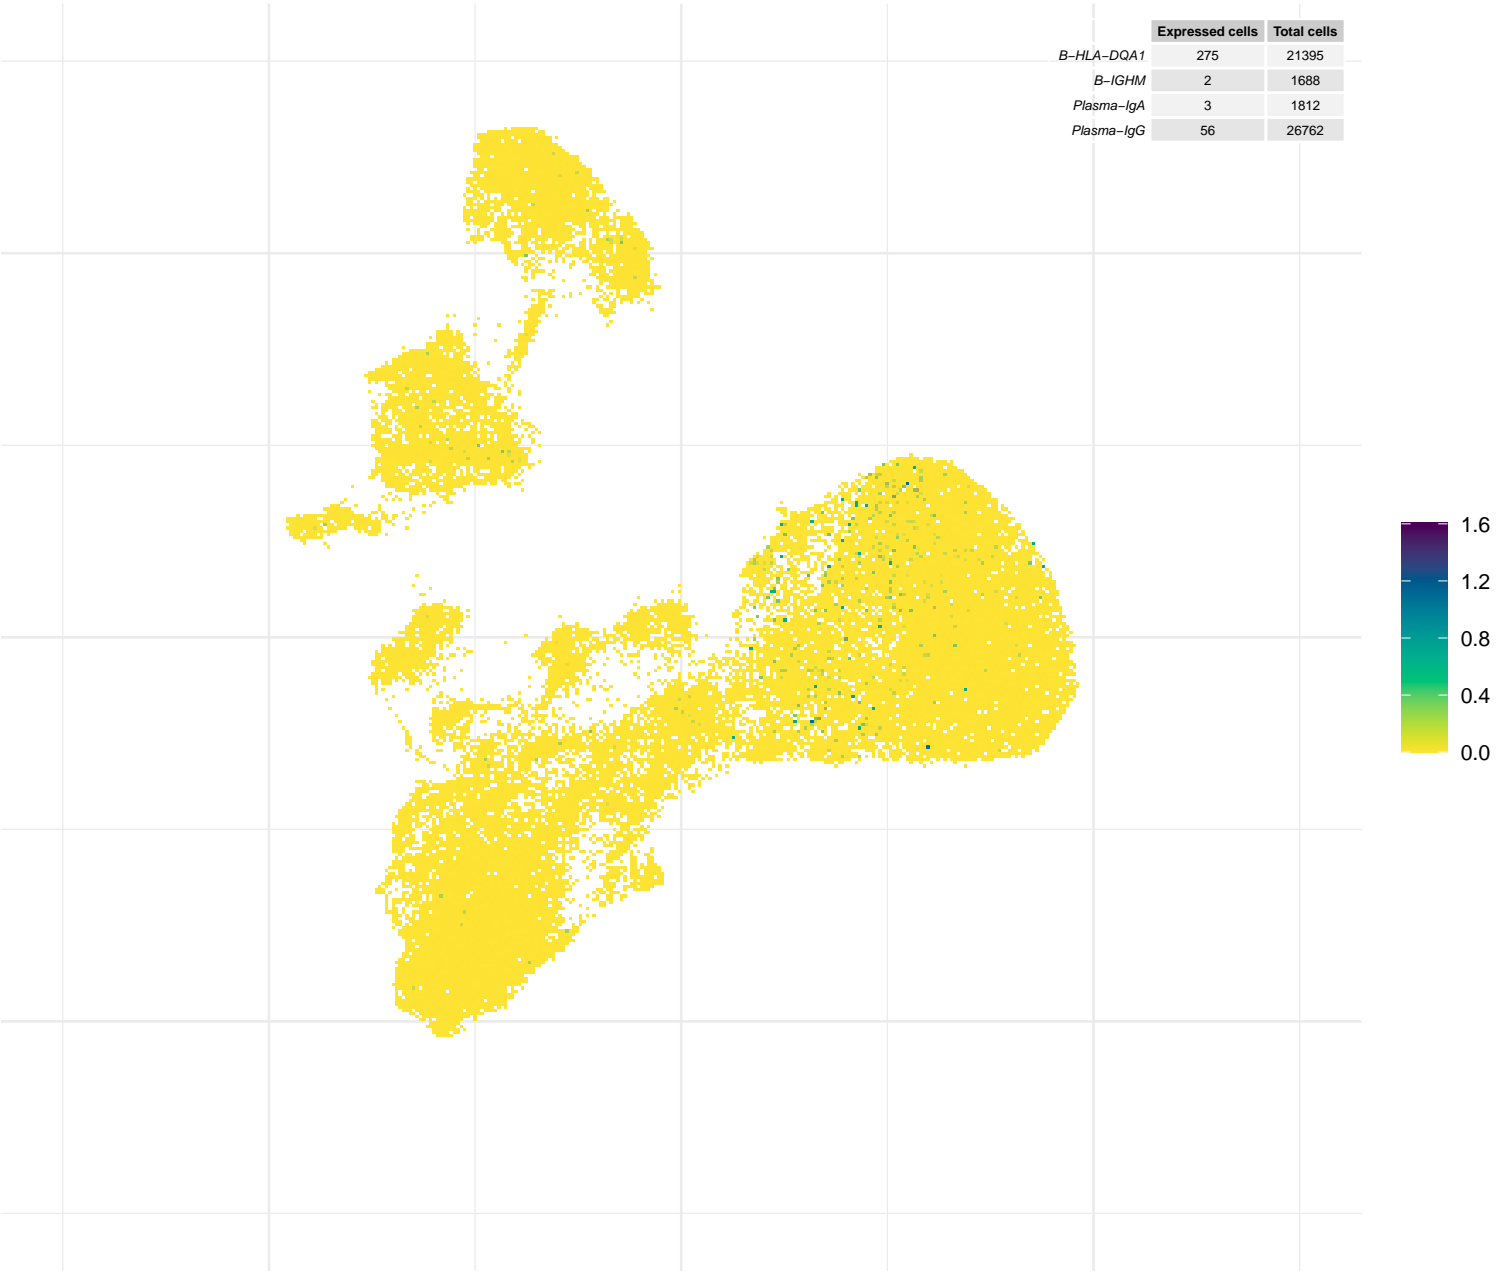 Expressed cells Total cells
B−HLA−DQA1 275 21395
B−IGHM 2 1688
Plasma−IgA 3 1812
Plasma−IgG 56 26762
1.6
1.2
0.8
0.4
0.0